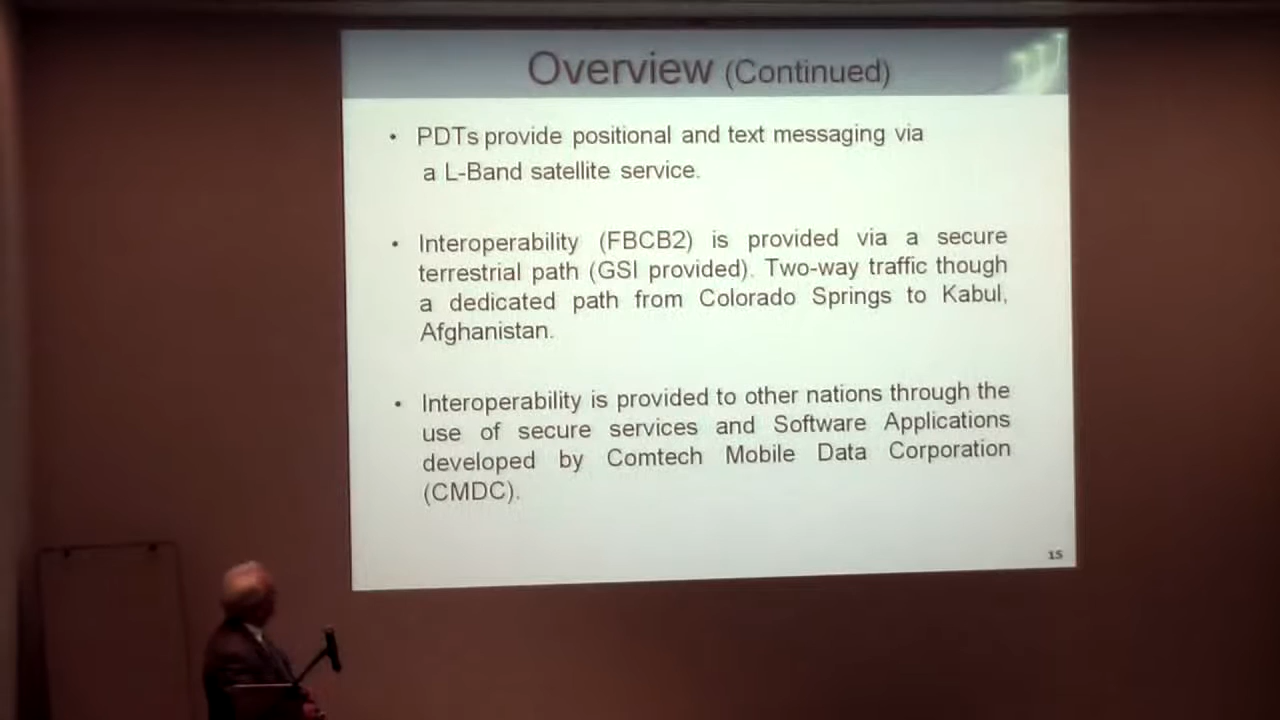 Overview (Continued)
• PDTs provide positional and text messaging via
a L-Band satellite service.
• Interoperability (FBCB2) is provided via a secure
terrestrial path (GSI provided). Two-way traffic though
a dedicated path from Colorado Springs to Kabul,
Afghanistan.
• Interoperability is provided to other nations through the
use of secure services and Software Applications
developed by Comtech Mobile Data Corporation
(CMDC).
15